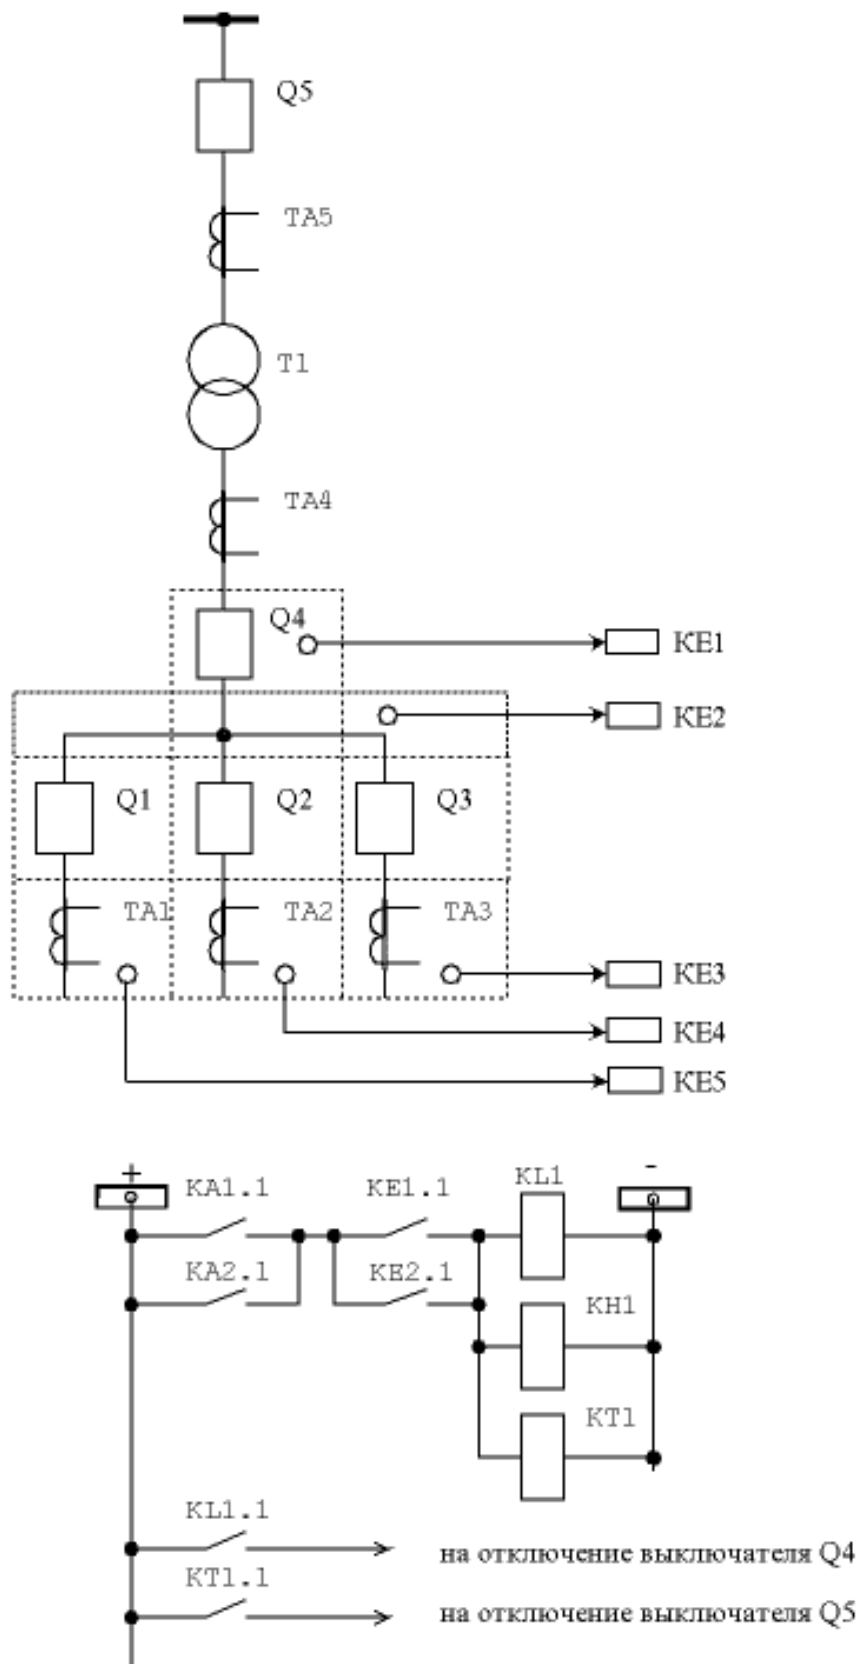 Q5
TA5
T1
TA4
Q4
KE1
KE2
Q1 Q2 Q3
TA1 TA2 TA3
KE3
KE4
KE5
+ -
KA1.1 KE1.1 KL1
KA2.1 KE2.1
KH1
KT1
KL1.1
на отключение выключателя Q4
KT1.1
на отключение выключателя Q5